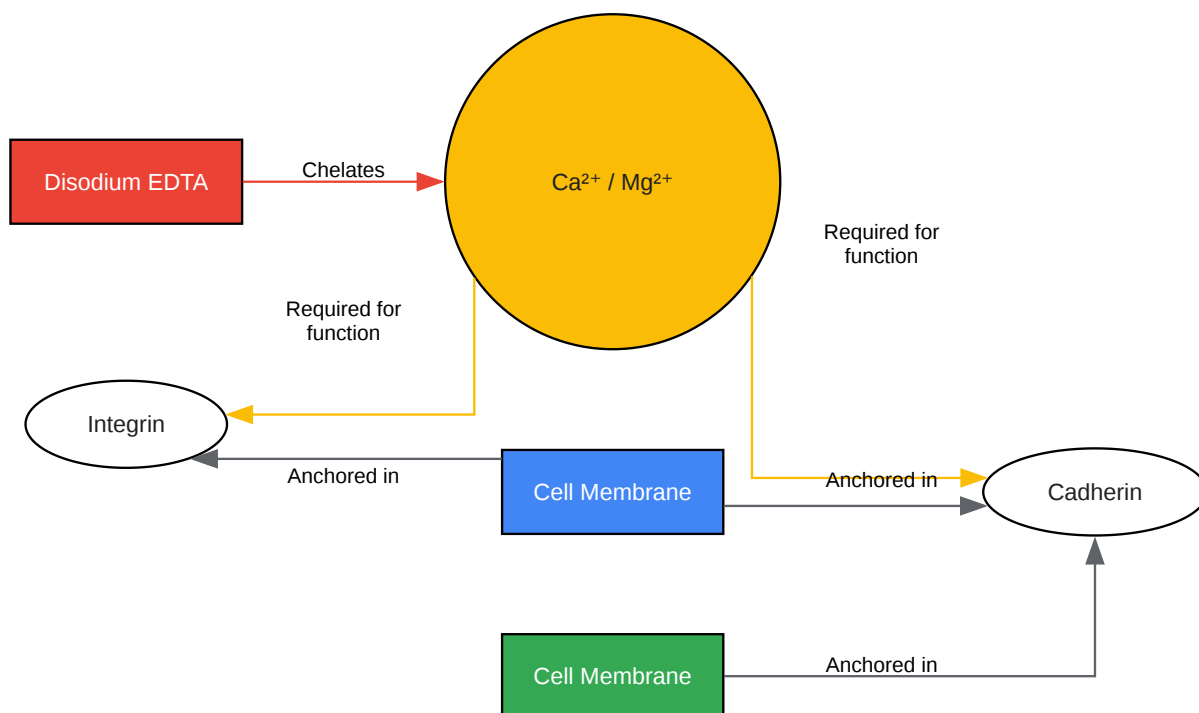 Disodium EDTA
Chelates
Ca²⁺ / Mg²⁺
Required for
function
Required for
function
Integrin
Anchored in
Cell Membrane
Anchored in
Cadherin
Cell Membrane
Anchored in